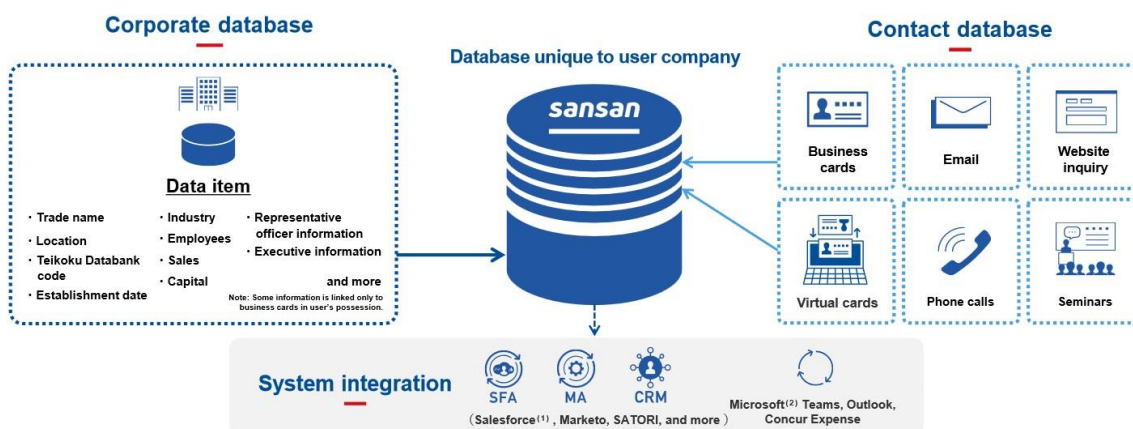 Corporate database
Data item
・Trade name
・Location
・Teikoku Databank
code
・Establishment date
・Industry
・Employees
・Sales
・Capital
・Representative
officer information
・Executive information
and more
Note: Some information is linked only to
business cards in user's possession.
Database unique to user company
sansan
Contact database
Business
cards
Email
Website
inquiry
Virtual cards
Phone calls
Seminars
System integration
SFA
MA
CRM
(Salesforce(1) , Marketo, SATORI, and more )
Microsoft(2) Teams, Outlook,
Concur Expense